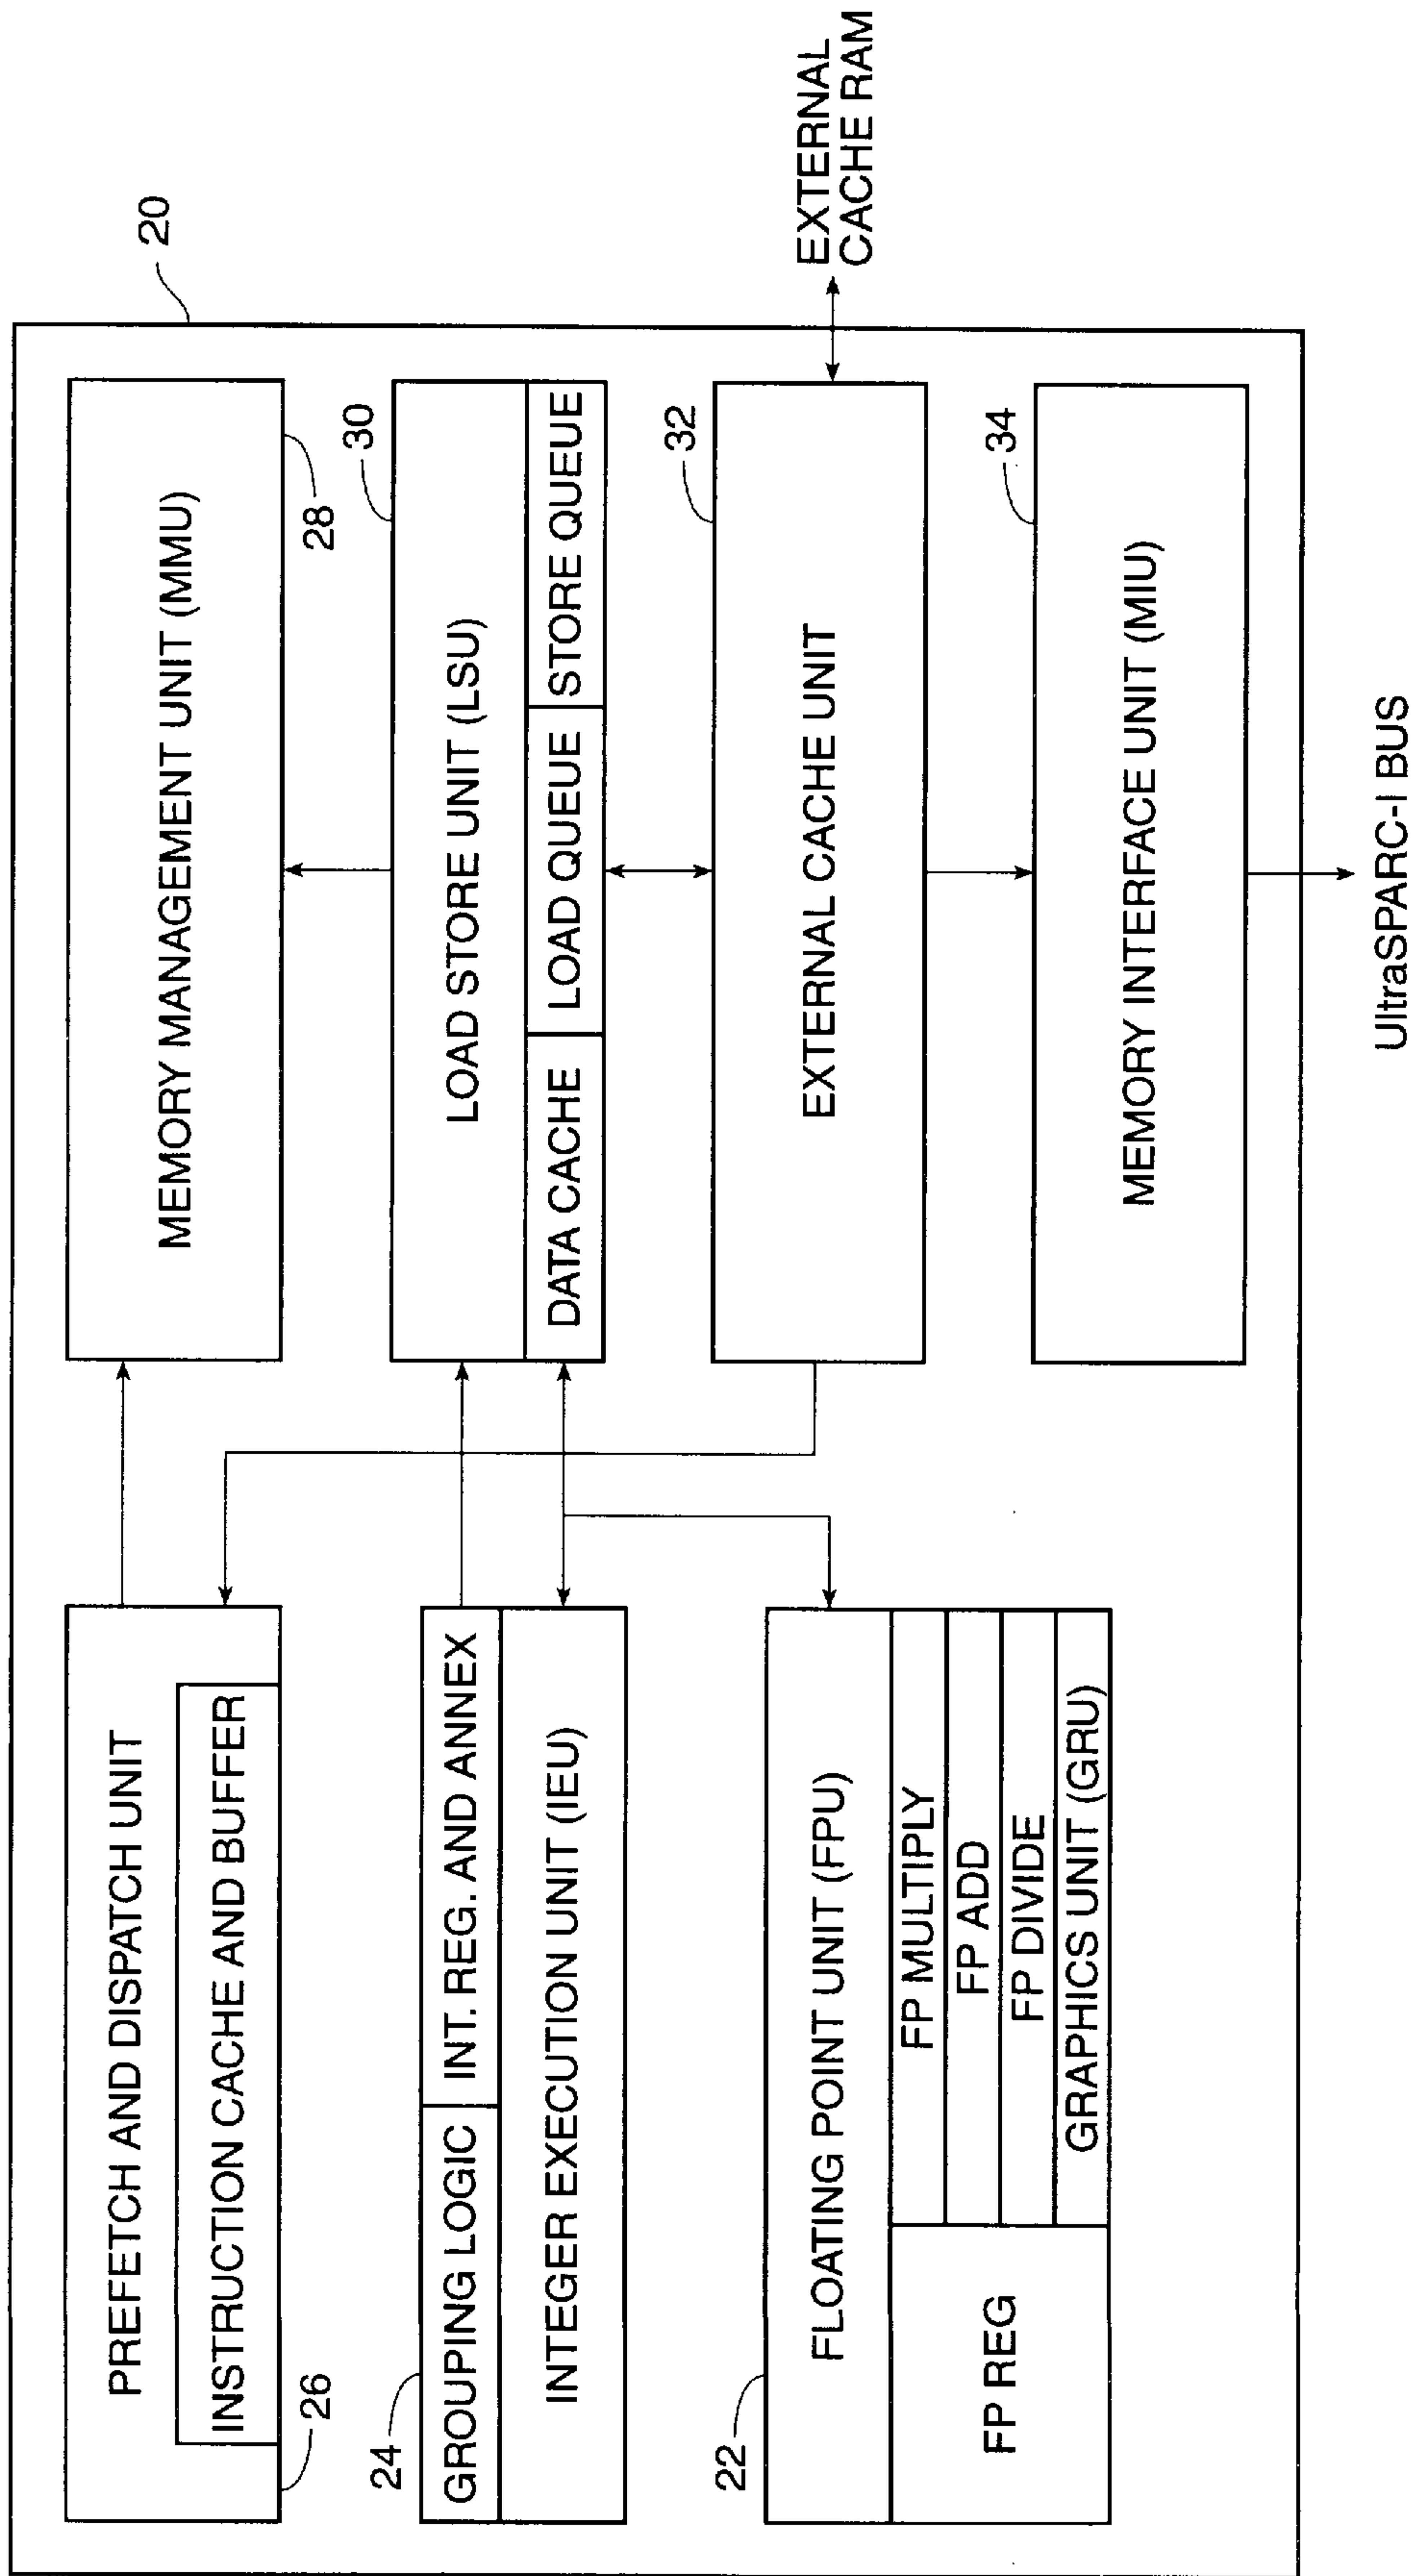 20
PREFETCH AND DISPATCH UNIT
INSTRUCTION CACHE AND BUFFER
26
MEMORY MANAGEMENT UNIT (MMU)
28
24
GROUPING LOGIC
INT. REG. AND ANNEX
INTEGER EXECUTION UNIT (IEU)
30
LOAD STORE UNIT (LSU)
DATA CACHE
LOAD QUEUE
STORE QUEUE
22
FLOATING POINT UNIT (FPU)
FP REG
FP MULTIPLY
FP ADD
FP DIVIDE
GRAPHICS UNIT (GRU)
32
EXTERNAL CACHE UNIT
EXTERNAL
CACHE RAM
34
MEMORY INTERFACE UNIT (MIU)
UltraSPARC-I BUS